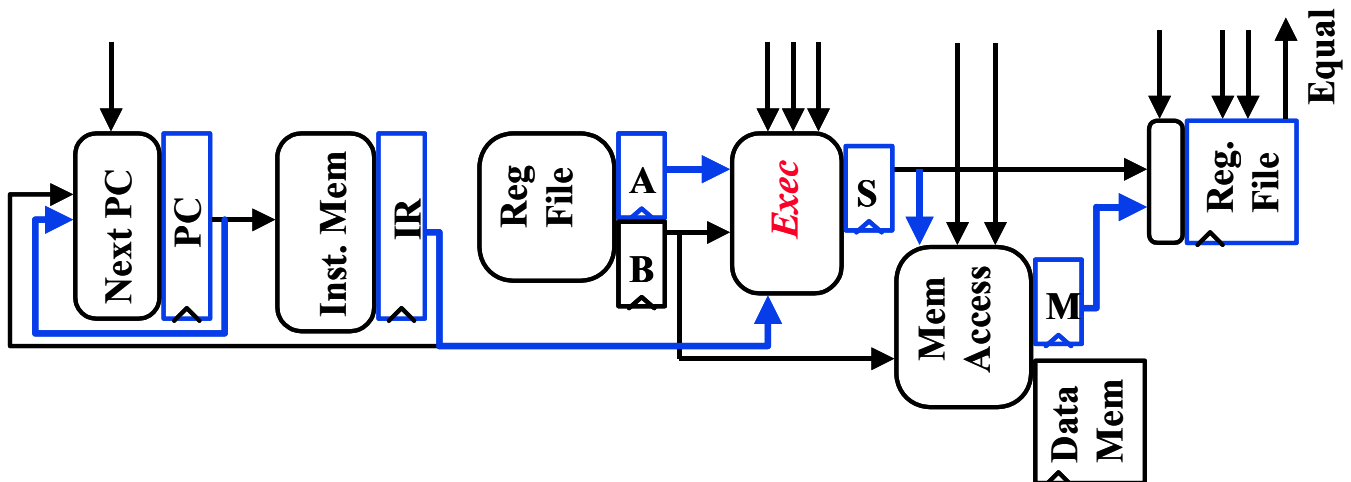 Next PC
PC
Inst. Mem
IR
Reg
File
A
B
Exec
S
Mem
Access
M
Data
Mem
Reg.
File
Equal